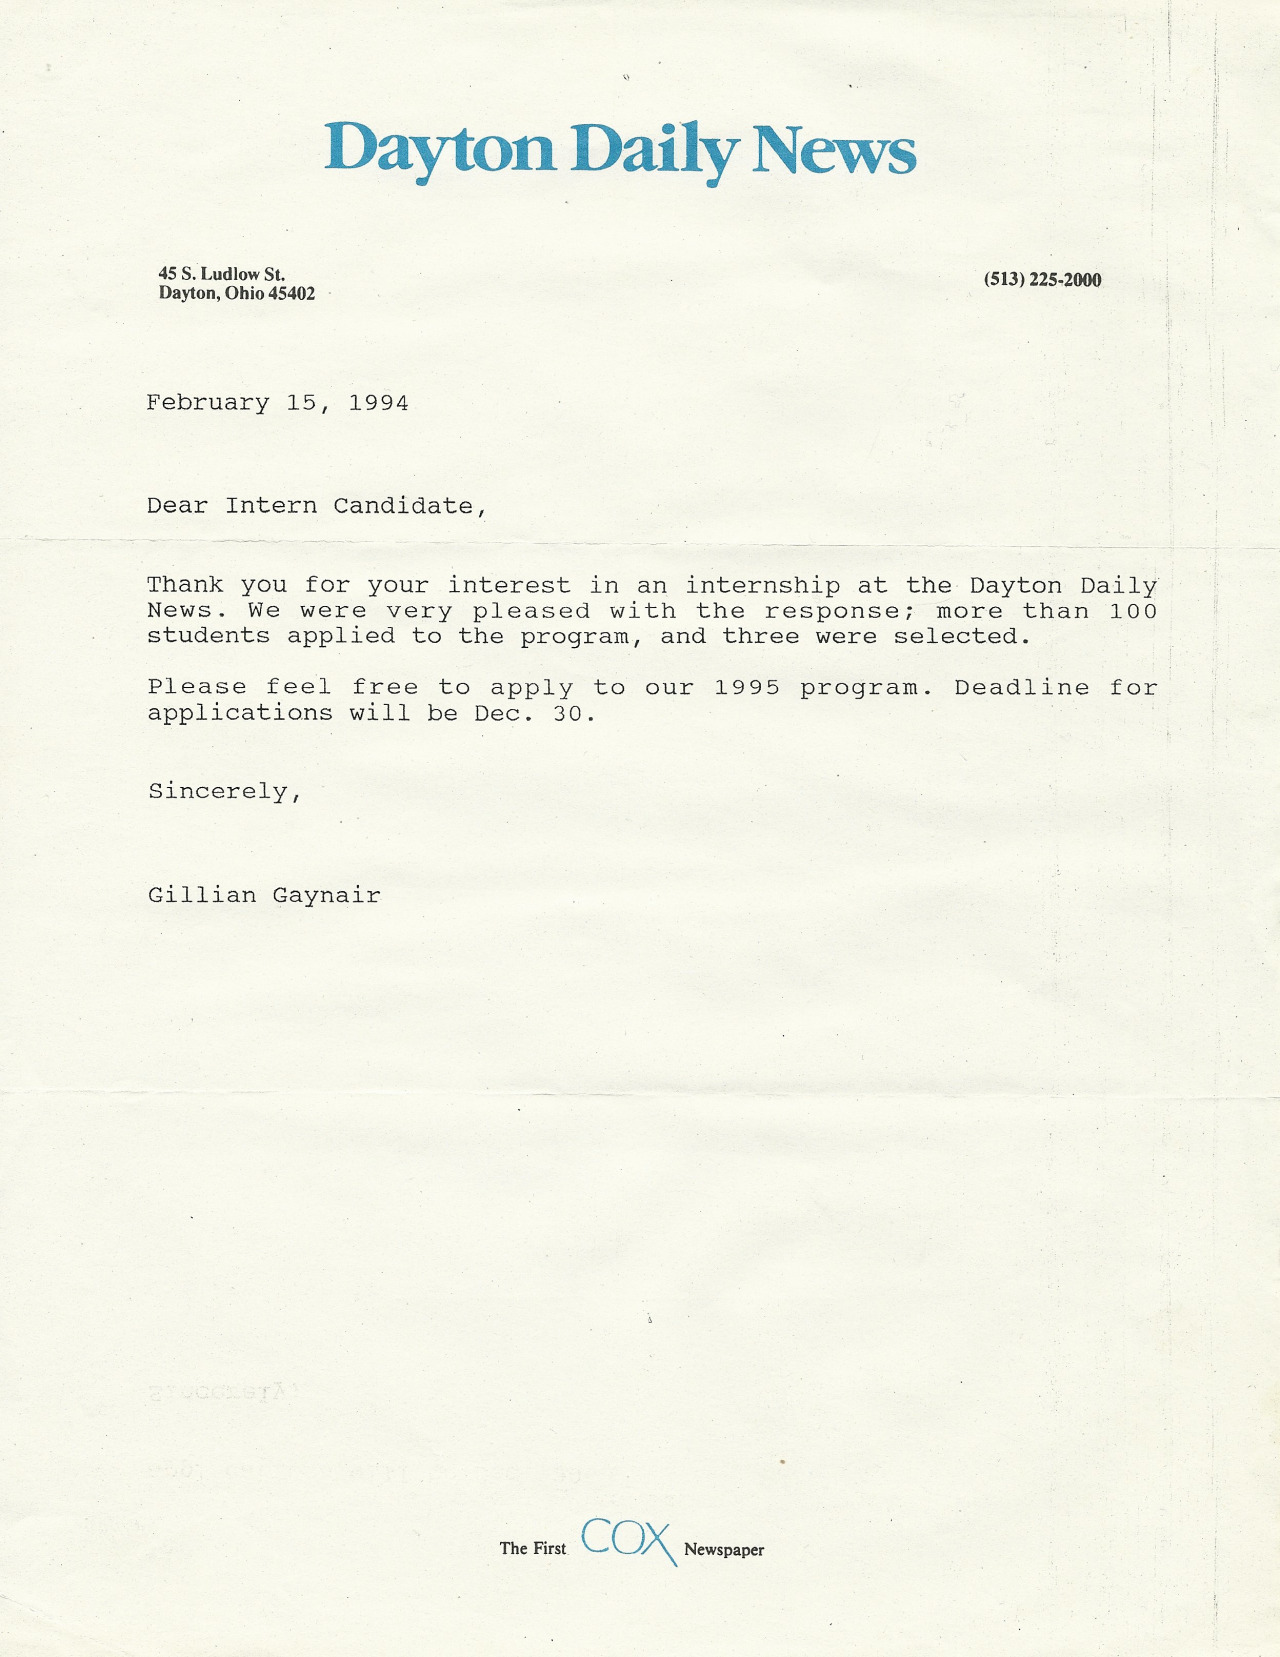 Dayton Daily News
45 S. Ludlow St.
Dayton, Ohio 45402
(513) 225-2000
February 15, 1994
Dear Intern Candidate,
Thank you for your interest in an internship at the Dayton Daily
News. We were very pleased with the response; more than 100
students applied to the program, and three were selected.
Please feel free to apply to our 1995 program. Deadline for
applications will be Dec. 30.
Sincerely,
Gillian Gaynair
The First COX Newspaper